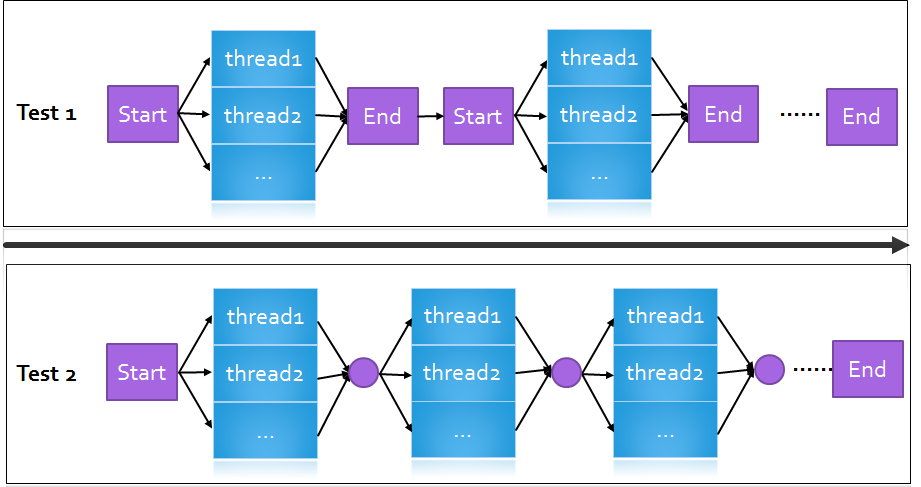 thread1
thread1
Test 1
Start
thread2
End
Start
thread2
End
......
End
...
...
thread1
thread1
thread1
Test 2
Start
thread2
thread2
thread2
......
End
...
...
...